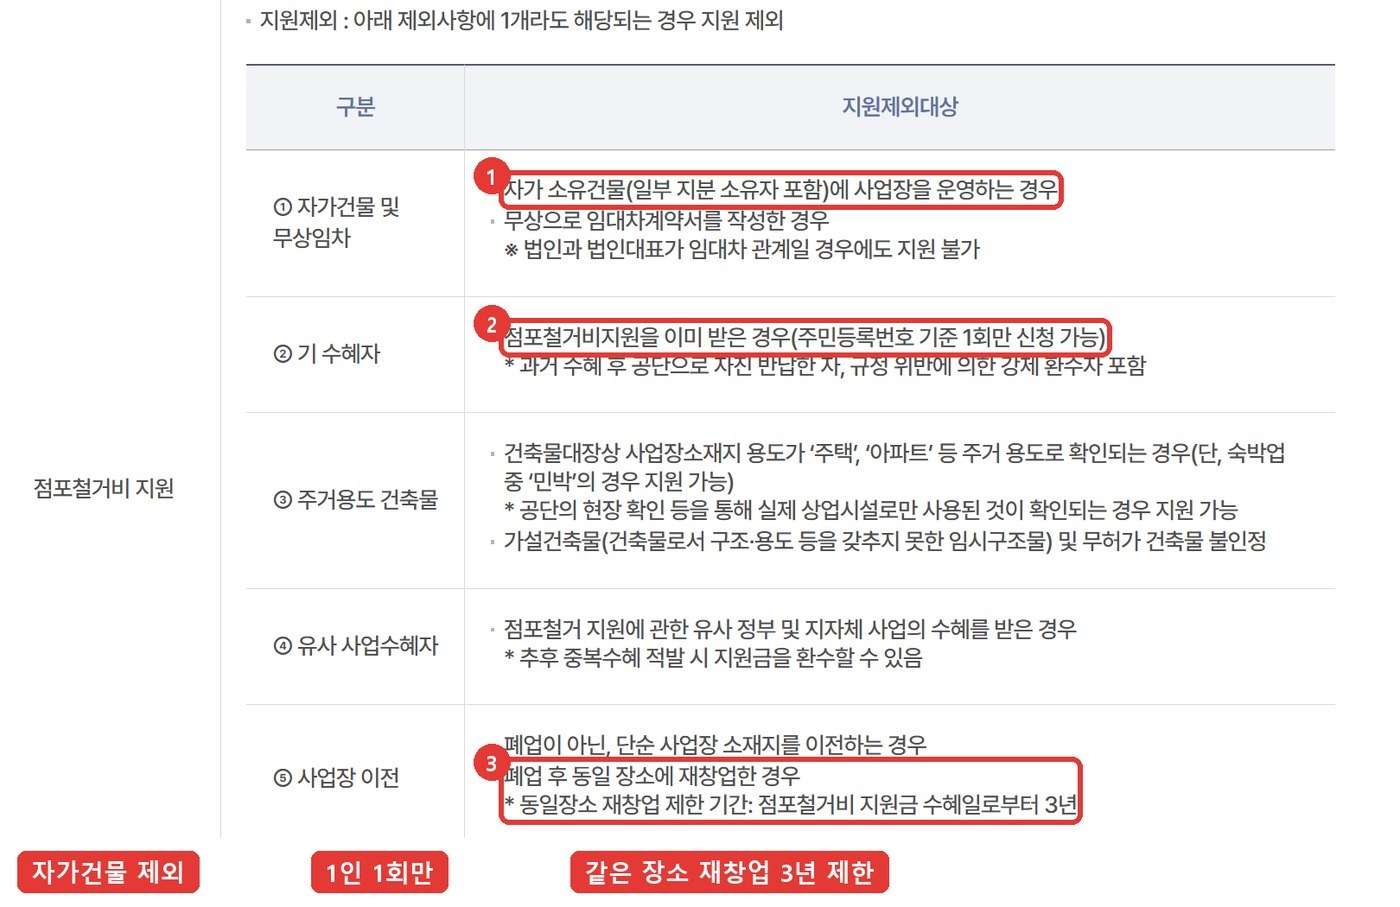 지원제외 : 아래 제외사항에 1개라도 해당되는 경우 지원 제외
구분
지원제외대상
① 자가건물 및
무상임차
1
자가 소유건물(일부 지분 소유자 포함)에 사업장을 운영하는 경우
무상으로 임대차계약서를 작성한 경우
※ 법인과 법인대표가 임대차 관계일 경우에도 지원 불가
② 기 수혜자
2
점포철거비지원을 이미 받은 경우(주민등록번호 기준 1회만 신청 가능)
* 과거 수혜 후 공단으로 자진 반납한 자, 규정 위반에 의한 강제 환수자 포함
점포철거비 지원
③ 주거용도 건축물
건축물대장상 사업장소재지 용도가 ‘주택’, ‘아파트’ 등 주거 용도로 확인되는 경우(단, 숙박업
중 ‘민박’의 경우 지원 가능)
* 공단의 현장 확인 등을 통해 실제 상업시설로만 사용된 것이 확인되는 경우 지원 가능
가설건축물(건축물로서 구조·용도 등을 갖추지 못한 임시구조물) 및 무허가 건축물 불인정
④ 유사 사업수혜자
점포철거 지원에 관한 유사 정부 및 지자체 사업의 수혜를 받은 경우
* 추후 중복수혜 적발 시 지원금을 환수할 수 있음
⑤ 사업장 이전
폐업이 아닌, 단순 사업장 소재지를 이전하는 경우
3
폐업 후 동일 장소에 재창업한 경우
* 동일장소 재창업 제한 기간: 점포철거비 지원금 수혜일로부터 3년
자가건물 제외
1인 1회만
같은 장소 재창업 3년 제한